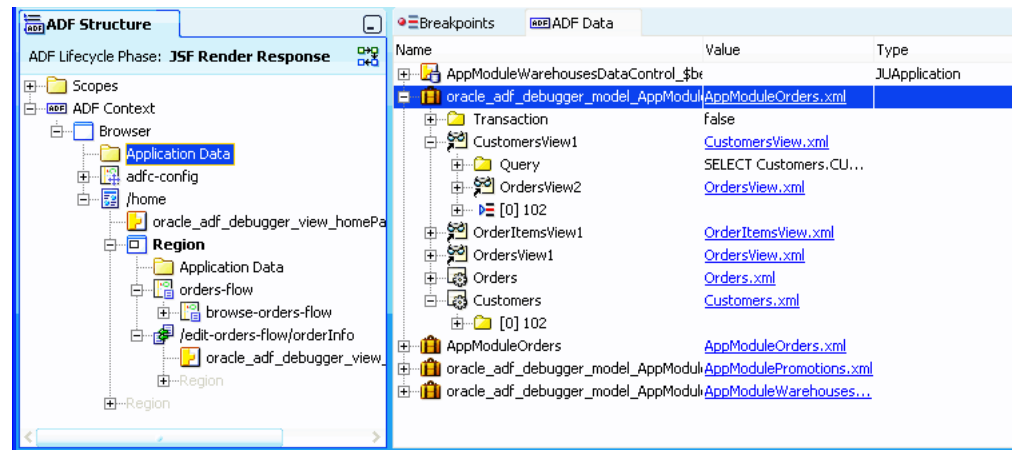 ADF Structure
ADF Lifecycle Phase: JSF Render Response
Scopes
ADF Context
Browser
Application Data
adfc-config
/home
oracle_adf_debugger_view_homePa
Region
Application Data
orders-flow
browse-orders-flow
/edit-orders-flow/orderInfo
oracle_adf_debugger_view_
Region
Region
Breakpoints ADF ADF Data
Name Value Type
AppModuleWarehousesDataControl_$be JUApplication
oracle_adf_debugger_model_AppModul AppModuleOrders.xml
Transaction false
CustomersView1 CustomersView.xml
Query SELECT Customers.CU...
OrdersView2 OrdersView.xml
[0] 102
OrderItemsView1 OrderItemsView.xml
OrdersView1 OrdersView.xml
Orders Orders.xml
Customers Customers.xml
[0] 102
AppModuleOrders AppModuleOrders.xml
oracle_adf_debugger_model_AppModul AppModulePromotions.xml
oracle_adf_debugger_model_AppModul AppModuleWarehouses...